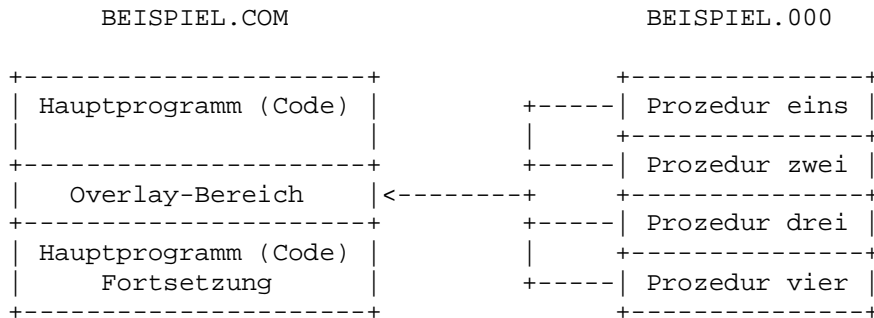 BEISPIEL.COM                    BEISPIEL.000

+----------------------+               +----------------+
| Hauptprogramm (Code) |         +-----| Prozedur eins |
|                      |         |     +----------------+
+----------------------+         +-----| Prozedur zwei |
|   Overlay-Bereich    |<--------+     +----------------+
+----------------------+         +-----| Prozedur drei |
| Hauptprogramm (Code) |         |     +----------------+
|     Fortsetzung      |         +-----| Prozedur vier |
+----------------------+               +----------------+